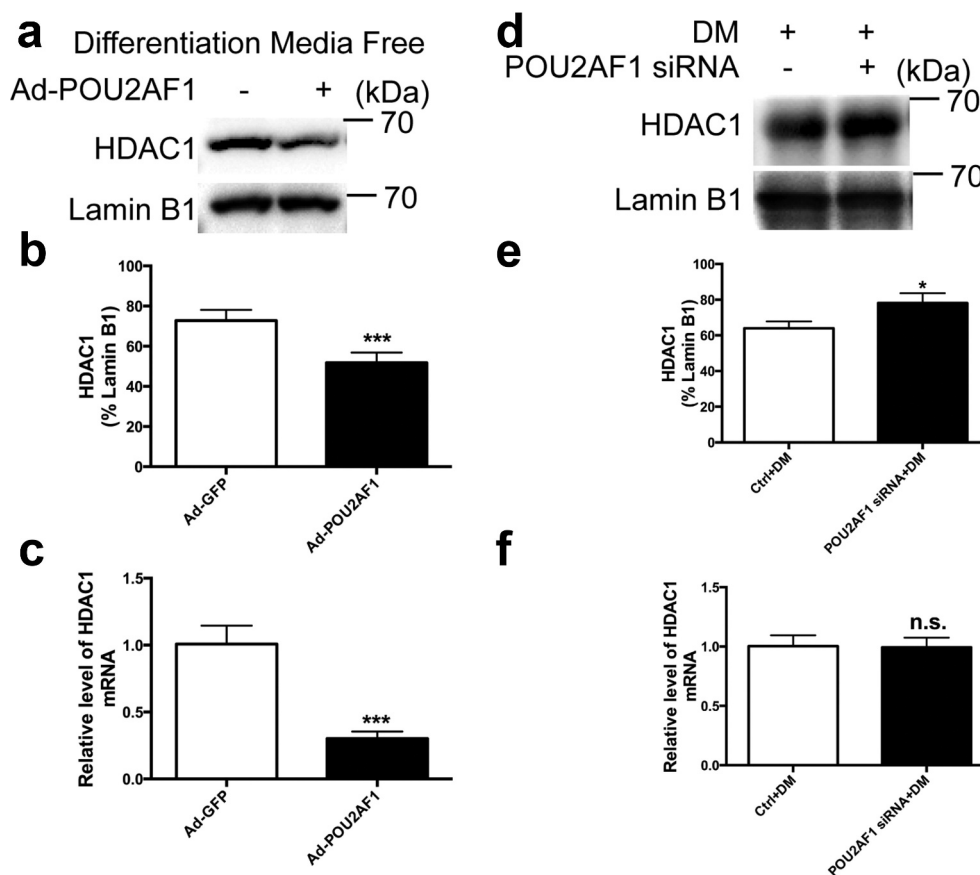 a
Differentiation Media Free
Ad-POU2AF1 - + (kDa)
HDAC1
70
Lamin B1
70
b
HDAC1
(% Lamin B1)
100
80
60
40
20
0
***
Ad-GFP
Ad-POU2AF1
c
Relative level of HDAC1
mRNA
1.5
1.0
0.5
0.0
***
Ad-GFP
Ad-POU2AF1
d
DM + +
POU2AF1 siRNA - + (kDa)
HDAC1
70
Lamin B1
70
e
HDAC1
(% Lamin B1)
100
80
60
40
20
0
*
Ctrl+DM
POU2AF1 siRNA+DM
f
Relative level of HDAC1
mRNA
1.5
1.0
0.5
0.0
n.s.
Ctrl+DM
POU2AF1 siRNA+DM